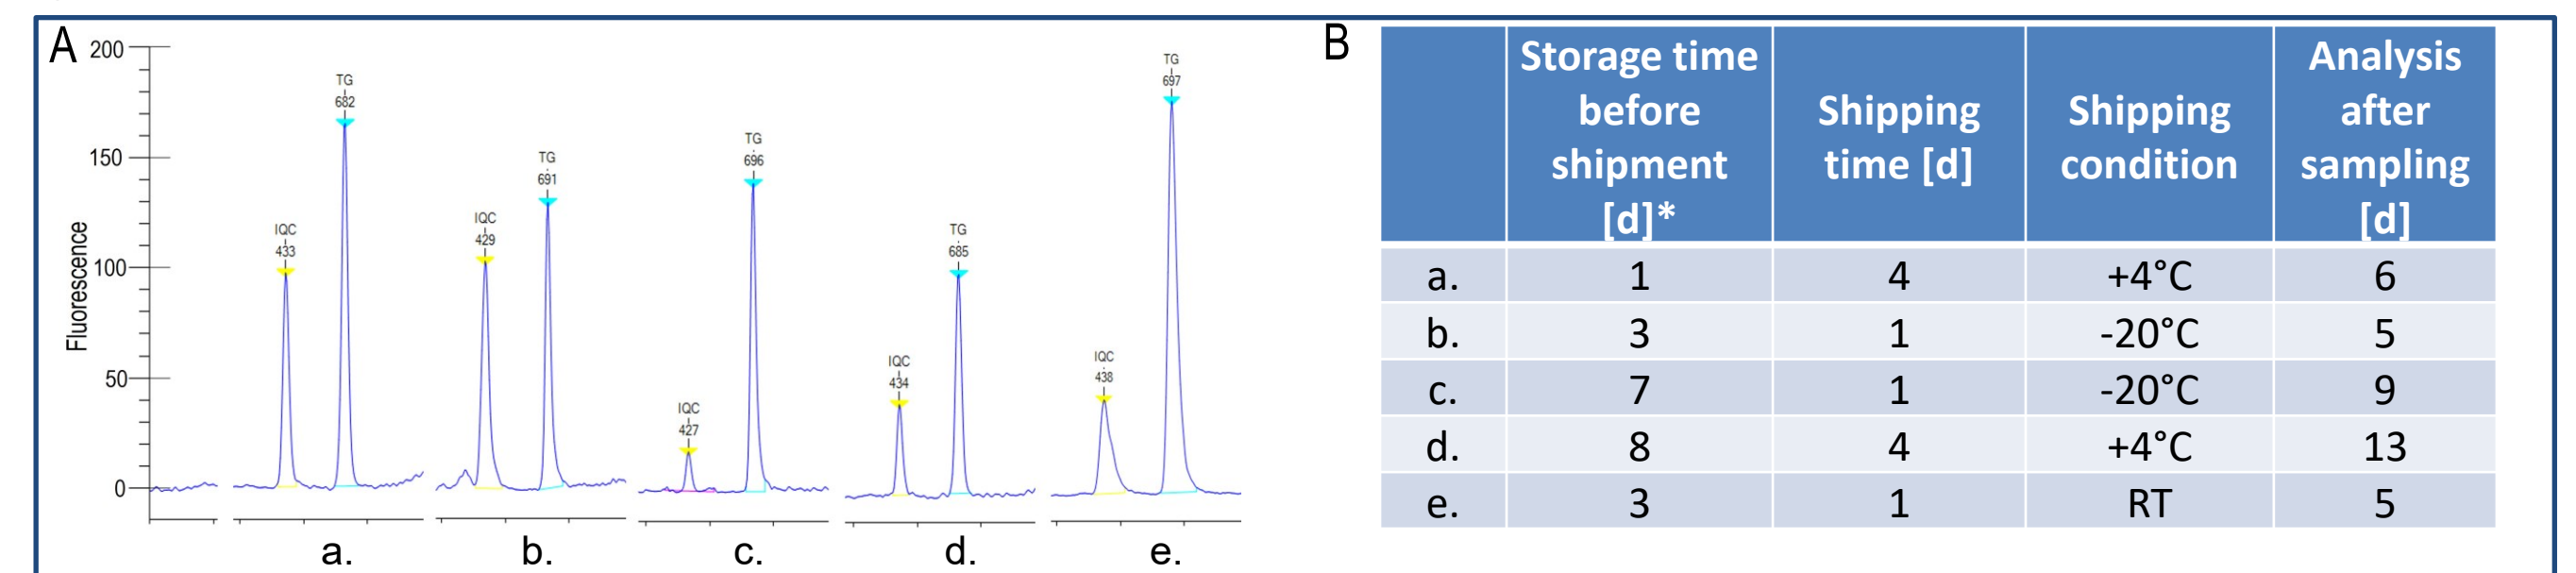 A
200
150
100
50
0
Fluorescence
IQC
433
TG
682
IQC
429
TG
691
IQC
427
TG
696
IQC
434
TG
685
IQC
438
TG
697
a. b. c. d. e.
B
Storage time before shipment [d]* Shipping time [d] Shipping condition Analysis after sampling [d]
a. 1 4 +4°C 6
b. 3 1 -20°C 5
c. 7 1 -20°C 9
d. 8 4 +4°C 13
e. 3 1 RT 5